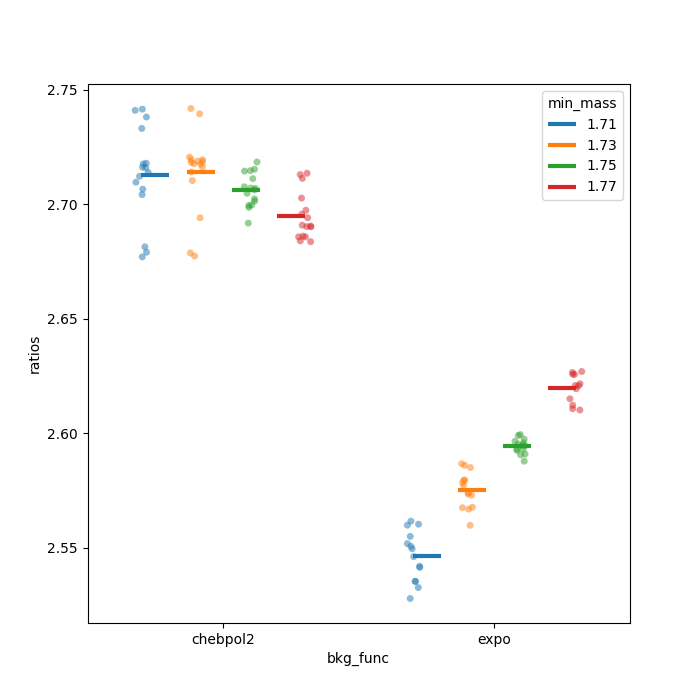 2.75
2.70
2.65
2.60
2.55
ratios
chebpol2
expo
bkg_func
min_mass
1.71
1.73
1.75
1.77